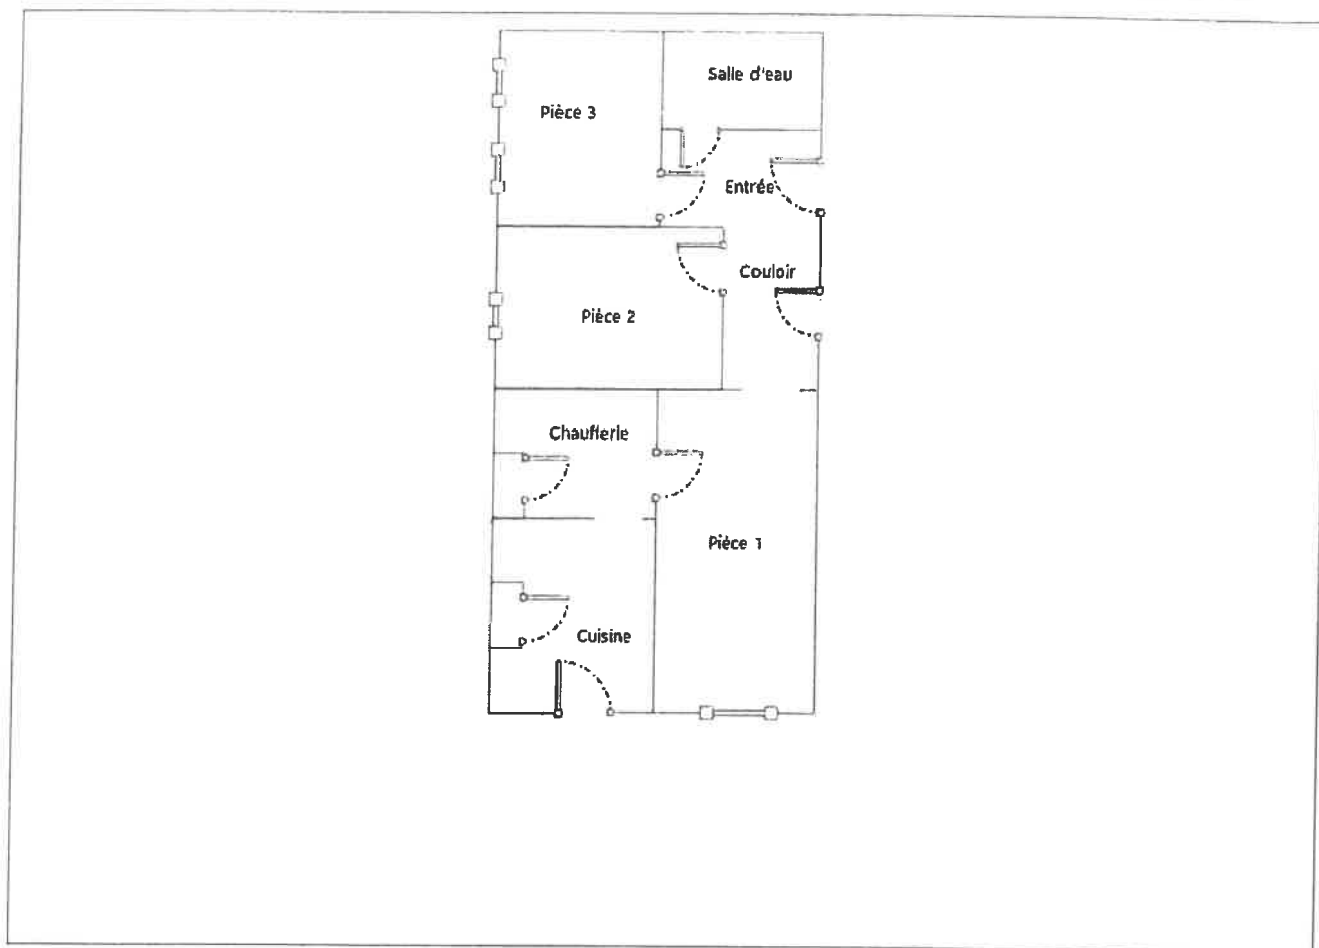 Salle d'eau
Pièce 3
Entrée
Couloir
Pièce 2
Chaufferie
Pièce 1
Cuisine